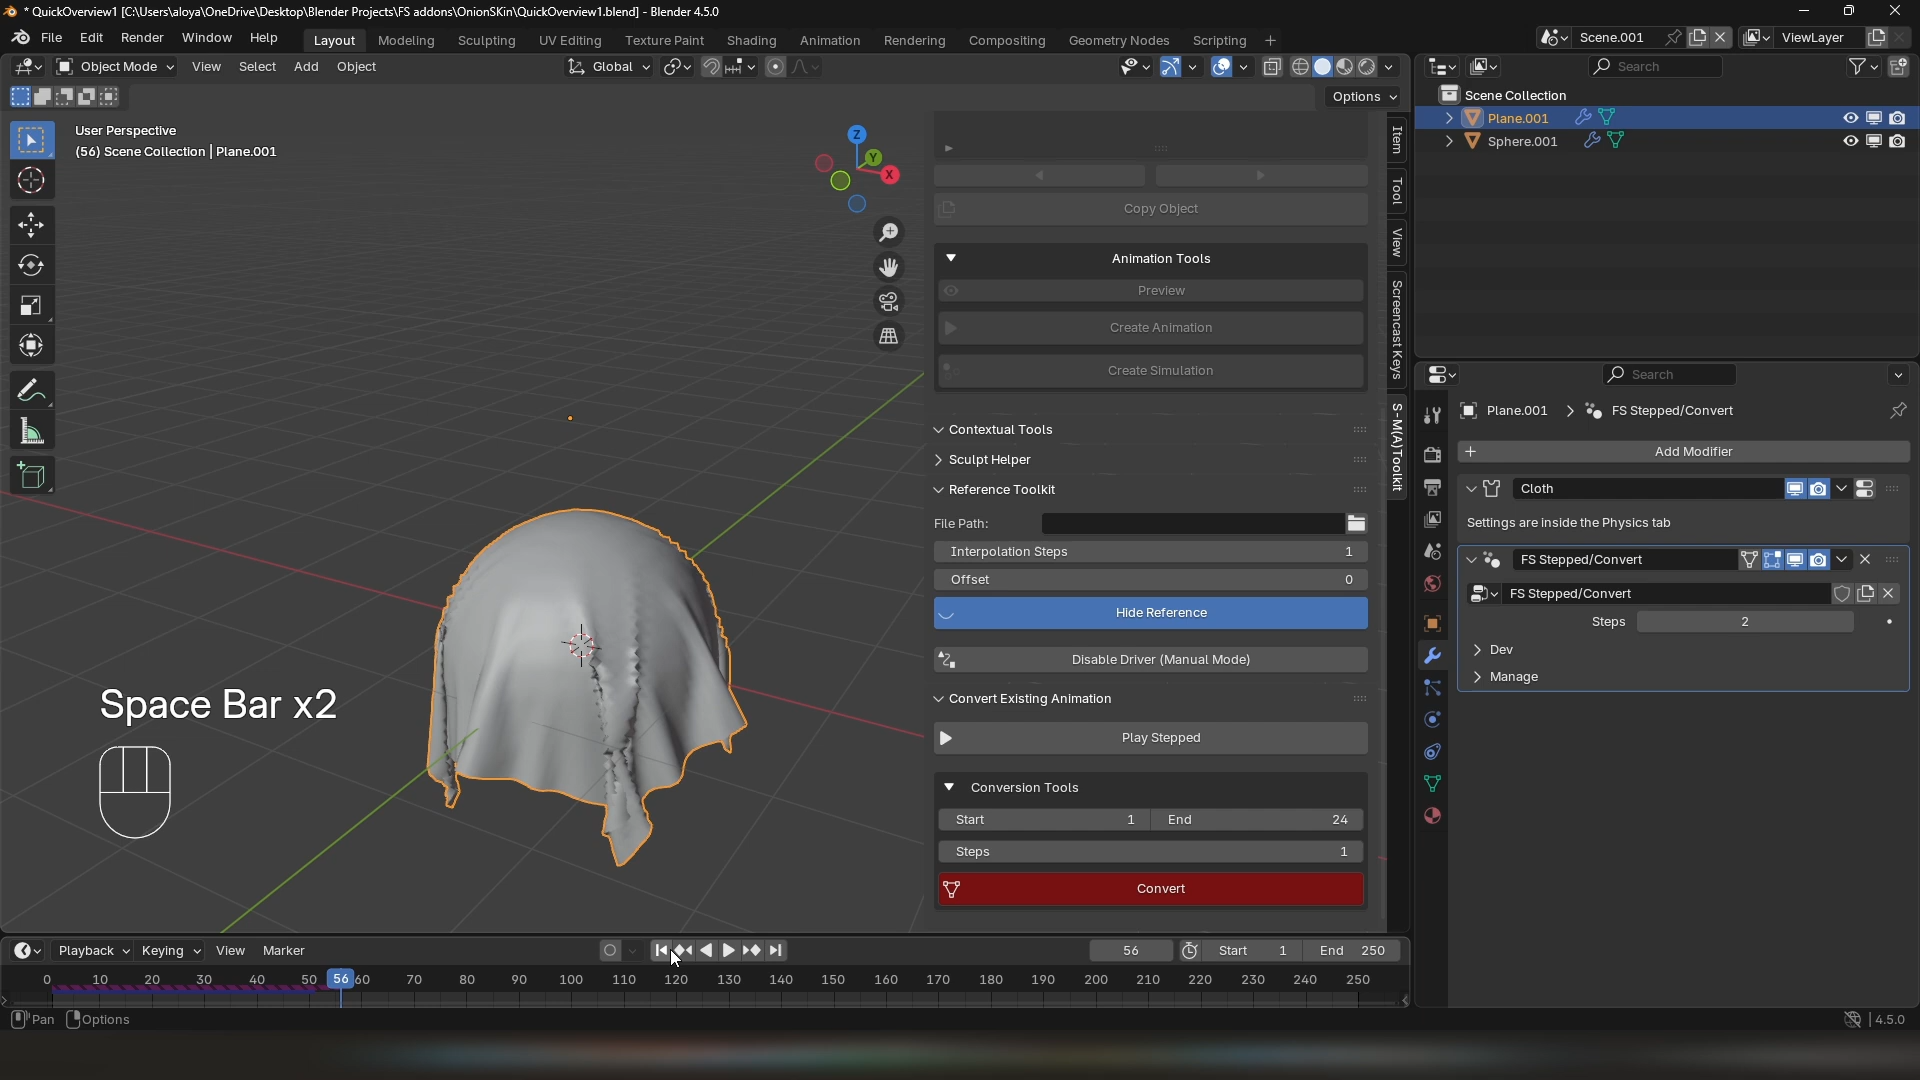 * QuickOverview1 [C:\Users\aloya\OneDrive\Desktop\Blender Projects\FS addons\OnionSKin\QuickOverview1.blend] - Blender 4.5.0
File Edit Render Window Help Layout Modeling Sculpting UV Editing Texture Paint Shading Animation Rendering Compositing Geometry Nodes Scripting Scene.001 ViewLayer
Object Mode View Select Add Object Global Search
Options
Scene Collection
Plane.001
Sphere.001
User Perspective
(56) Scene Collection | Plane.001
Z
Y
X
Item
Tool
View
Screencast Keys
S-M(A)Toolkit
Copy Object
Animation Tools
Preview
Create Animation
Create Simulation
Contextual Tools
Sculpt Helper
Reference Toolkit
File Path:
Interpolation Steps 1
Offset 0
Hide Reference
Disable Driver (Manual Mode)
Convert Existing Animation
Play Stepped
Conversion Tools
Start 1 End 24
Steps 1
Convert
Search
Plane.001 FS Stepped/Convert
Add Modifier
Cloth
Settings are inside the Physics tab
FS Stepped/Convert
FS Stepped/Convert
Steps 2
Dev
Manage
Space Bar x2
Playback Keying View Marker 56 Start 1 End 250
0 10 20 30 40 50 56 60 70 80 90 100 110 120 130 140 150 160 170 180 190 200 210 220 230 240 250
Pan Options 4.5.0